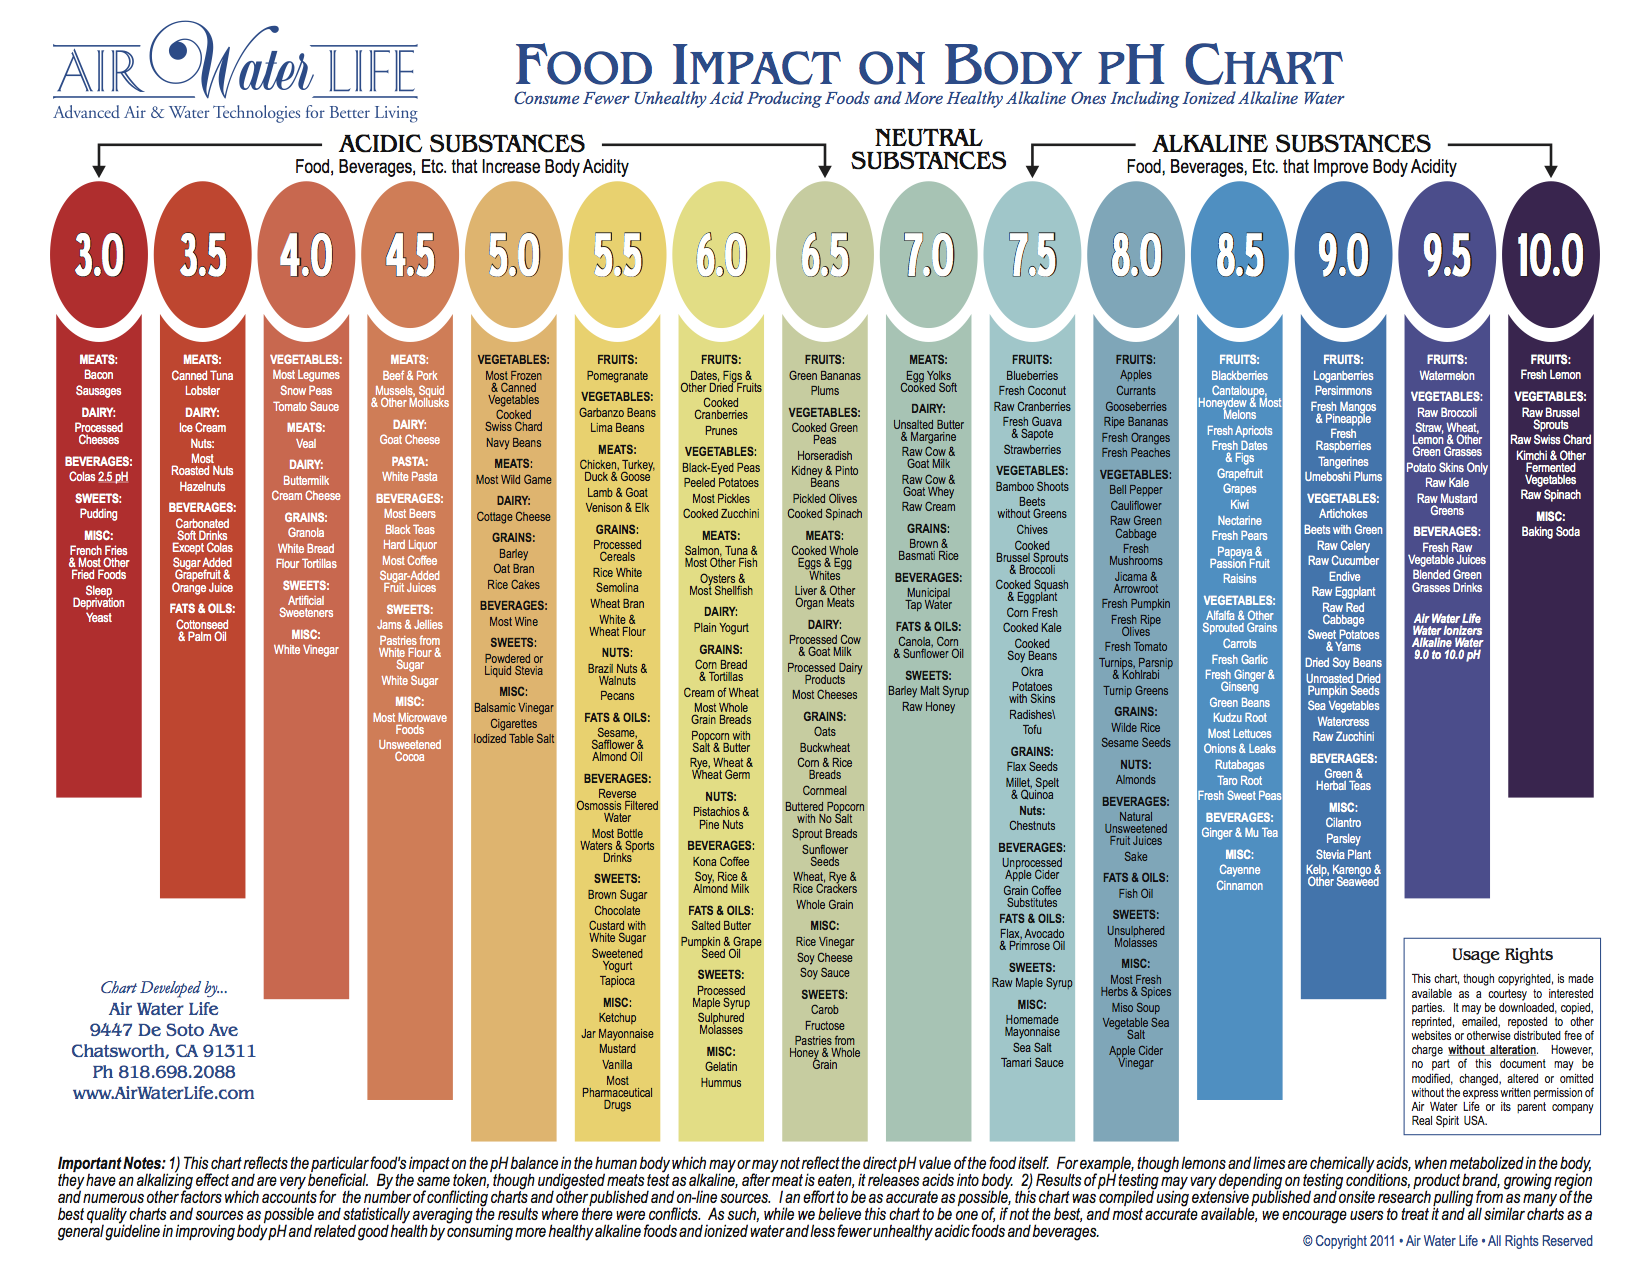 AIR Water LIFE
Advanced Air & Water Technologies for Better Living
FOOD IMPACT ON BODY PH CHART
Consume Fewer Unhealthy Acid Producing Foods and More Healthy Alkaline Ones Including Ionized Alkaline Water
ACIDIC SUBSTANCES
Food, Beverages, Etc. that Increase Body Acidity
NEUTRAL
SUBSTANCES
ALKALINE SUBSTANCES
Food, Beverages, Etc. that Improve Body Acidity
3.0
MEATS:
Bacon
Sausages
DAIRY:
Processed
Cheeses
BEVERAGES:
Colas 2.5 pH
SWEETS:
Pudding
MISC:
French Fries
& Most Other
Fried Foods
Sleep
Deprivation
Yeast
3.5
MEATS:
Canned Tuna
Lobster
DAIRY:
Ice Cream
Nuts:
Most
Roasted Nuts
Hazelnuts
BEVERAGES:
Carbonated
Soft Drinks
Except Colas
Sugar Added
Grapefruit &
Orange Juice
FATS & OILS:
Cottonseed
& Palm Oil
4.0
VEGETABLES:
Most Legumes
Snow Peas
Tomato Sauce
MEATS:
Veal
DAIRY:
Buttermilk
Cream Cheese
GRAINS:
Granola
White Bread
Flour Tortillas
SWEETS:
Artificial
Sweeteners
MISC:
White Vinegar
4.5
MEATS:
Beef & Pork
Mussels, Squid
& Other Mollusks
DAIRY:
Goat Cheese
PASTA:
White Pasta
BEVERAGES:
Most Beers
Black Teas
Hard Liquor
Most Coffee
Sugar-Added
Fruit Juices
SWEETS:
Jams & Jellies
Pastries from
White Flour &
Sugar
White Sugar
MISC:
Most Microwave
Foods
Unsweetened
Cocoa
5.0
VEGETABLES:
Most Frozen
& Canned
Vegetables
Cooked
Swiss Chard
Navy Beans
MEATS:
Most Wild Game
DAIRY:
Cottage Cheese
GRAINS:
Barley
Oat Bran
Rice Cakes
BEVERAGES:
Most Wine
SWEETS:
Powdered or
Liquid Stevia
MISC:
Balsamic Vinegar
Cigarettes
Iodized Table Salt
5.5
FRUITS:
Pomegranate
VEGETABLES:
Garbanzo Beans
Lima Beans
MEATS:
Chicken, Turkey,
Duck & Goose
Lamb & Goat
Venison & Elk
GRAINS:
Processed
Cereals
Rice White
Semolina
Wheat Bran
White &
Wheat Flour
NUTS:
Brazil Nuts &
Walnuts
Pecans
FATS & OILS:
Sesame,
Safflower &
Almond Oil
BEVERAGES:
Reverse
Osmossis Filtered
Water
Most Bottle
Waters & Sports
Drinks
SWEETS:
Brown Sugar
Chocolate
Custard with
White Sugar
Sweetened
Yogurt
Tapioca
MISC:
Ketchup
Jar Mayonnaise
Mustard
Vanilla
Most
Pharmaceutical
Drugs
6.0
FRUITS:
Dates, Figs &
Other Dried Fruits
Cooked
Cranberries
Prunes
VEGETABLES:
Black-Eyed Peas
Peeled Potatoes
Most Pickles
Cooked Zucchini
MEATS:
Salmon, Tuna &
Most Other Fish
Oysters &
Most Shellfish
DAIRY:
Plain Yogurt
GRAINS:
Corn Bread
& Tortillas
Cream of Wheat
Most Whole
Grain Breads
Popcorn with
Salt & Butter
Rye, Wheat &
Wheat Germ
NUTS:
Pistachios &
Pine Nuts
BEVERAGES:
Kona Coffee
Soy, Rice &
Almond Milk
FATS & OILS:
Salted Butter
Pumpkin & Grape
Seed Oil
SWEETS:
Processed
Maple Syrup
Sulphured
Molasses
MISC:
Gelatin
Hummus
6.5
FRUITS:
Green Bananas
Plums
VEGETABLES:
Cooked Green
Peas
Horseradish
Kidney & Pinto
Beans
Pickled Olives
Cooked Spinach
MEATS:
Cooked Whole
Eggs & Egg
Whites
Liver & Other
Organ Meats
DAIRY:
Processed Cow
& Goat Milk
Processed Dairy
Products
Most Cheeses
GRAINS:
Oats
Buckwheat
Corn & Rice
Breads
Cornmeal
Buttered Popcorn
with No Salt
Sprout Breads
Sunflower
Seeds
Wheat, Rye &
Rice Crackers
Whole Grain
MISC:
Rice Vinegar
Soy Cheese
Soy Sauce
SWEETS:
Carob
Fructose
Pastries from
Honey & Whole
Grain
7.0
MEATS:
Egg Yolks
Cooked Soft
DAIRY:
Unsalted Butter
& Margarine
Raw Cow &
Goat Milk
Raw Cow &
Goat Whey
Raw Cream
GRAINS:
Brown &
Basmati Rice
BEVERAGES:
Municipal
Tap Water
FATS & OILS:
Canola, Corn
& Sunflower Oil
SWEETS:
Barley Malt Syrup
Raw Honey
7.5
FRUITS:
Blueberries
Fresh Coconut
Raw Cranberries
Fresh Guava
& Sapote
Strawberries
VEGETABLES:
Bamboo Shoots
Beets
without Greens
Chives
Cooked
Brussel Sprouts
& Broccoli
Cooked Squash
& Eggplant
Corn Fresh
Cooked Kale
Cooked
Soy Beans
Okra
Potatoes
with Skins
Radishes\
Tofu
GRAINS:
Flax Seeds
Millet, Spelt
& Quinoa
Nuts:
Chestnuts
BEVERAGES:
Unprocessed
Apple Cider
Grain Coffee
Substitutes
FATS & OILS:
Flax, Avocado
& Primrose Oil
SWEETS:
Raw Maple Syrup
MISC:
Homemade
Mayonnaise
Sea Salt
Tamari Sauce
8.0
FRUITS:
Apples
Currants
Gooseberries
Ripe Bananas
Fresh Oranges
Fresh Peaches
VEGETABLES:
Bell Pepper
Cauliflower
Raw Green
Cabbage
Fresh
Mushrooms
Jicama &
Arrowroot
Fresh Pumpkin
Fresh Ripe
Olives
Fresh Tomato
Turnips, Parsnip
& Kohlrabi
Turnip Greens
GRAINS:
Wilde Rice
Sesame Seeds
NUTS:
Almonds
BEVERAGES:
Natural
Unsweetened
Fruit Juices
Sake
FATS & OILS:
Fish Oil
SWEETS:
Unsulphered
Molasses
MISC:
Most Fresh
Herbs & Spices
Miso Soup
Vegetable Sea
Salt
Apple Cider
Vinegar
8.5
FRUITS:
Blackberries
Cantaloupe,
Honeydew & Most
Melons
Fresh Apricots
Fresh Dates
& Figs
Grapefruit
Grapes
Kiwi
Nectarine
Fresh Pears
Papaya &
Passion Fruit
Raisins
VEGETABLES:
Alfalfa & Other
Sprouted Grains
Carrots
Fresh Garlic
Fresh Ginger &
Ginseng
Green Beans
Kudzu Root
Most Lettuces
Onions & Leaks
Rutabagas
Taro Root
Fresh Sweet Peas
BEVERAGES:
Ginger & Mu Tea
MISC:
Cayenne
Cinnamon
9.0
FRUITS:
Loganberries
Persimmons
Fresh Mangos
& Pineapple
Fresh
Raspberries
Tangerines
Umeboshi Plums
VEGETABLES:
Artichokes
Beets with Green
Raw Celery
Raw Cucumber
Endive
Raw Eggplant
Raw Red
Cabbage
Sweet Potatoes
& Yams
Dried Soy Beans
Unroasted Dried
Pumpkin Seeds
Sea Vegetables
Watercress
Raw Zucchini
BEVERAGES:
Green &
Herbal Teas
MISC:
Cilantro
Parsley
Stevia Plant
Kelp, Karengo &
Other Seaweed
9.5
FRUITS:
Watermelon
VEGETABLES:
Raw Broccoli
Straw, Wheat,
Lemon & Other
Green Grasses
Potato Skins Only
Raw Kale
Raw Mustard
Greens
BEVERAGES:
Fresh Raw
Vegetable Juices
Blended Green
Grasses Drinks
Air Water Life
Water Ionizers
Alkaline Water
9.0 to 10.0 pH
10.0
FRUITS:
Fresh Lemon
VEGETABLES:
Raw Brussel
Sprouts
Raw Swiss Chard
Kimchi & Other
Fermented
Vegetables
Raw Spinach
MISC:
Baking Soda
Chart Developed by...
Air Water Life
9447 De Soto Ave
Chatsworth, CA 91311
Ph 818.698.2088
www.AirWaterLife.com
Usage Rights
This chart, though copyrighted, is made
available as a courtesy to interested
parties. It may be downloaded, copied,
reprinted, emailed, reposted to other
websites or otherwise distributed free of
charge without alteration. However,
no part of this document may be
modified, changed, altered or omitted
without the express written permission of
Air Water Life or its parent company
Real Spirit USA.
Important Notes: 1) This chart reflects the particular food's impact on the pH balance in the human body which may or may not reflect the direct pH value of the food itself. For example, though lemons and limes are chemically acids, when metabolized in the body,
they have an alkalizing effect and are very beneficial. By the same token, though undigested meats test as alkaline, after meat is eaten, it releases acids into body. 2) Results of pH testing may vary depending on testing conditions, product brand, growing region
and numerous other factors which accounts for the number of conflicting charts and other published and on-line sources. I an effort to be as accurate as possible, this chart was compiled using extensive published and onsite research pulling from as many of the
best quality charts and sources as possible and statistically averaging the results where there were conflicts. As such, while we believe this chart to be one of, if not the best, and most accurate available, we encourage users to treat it and all similar charts as a
general guideline in improving body pH and related good health by consuming more healthy alkaline foods and ionized water and less fewer unhealthy acidic foods and beverages.
© Copyright 2011 • Air Water Life • All Rights Reserved